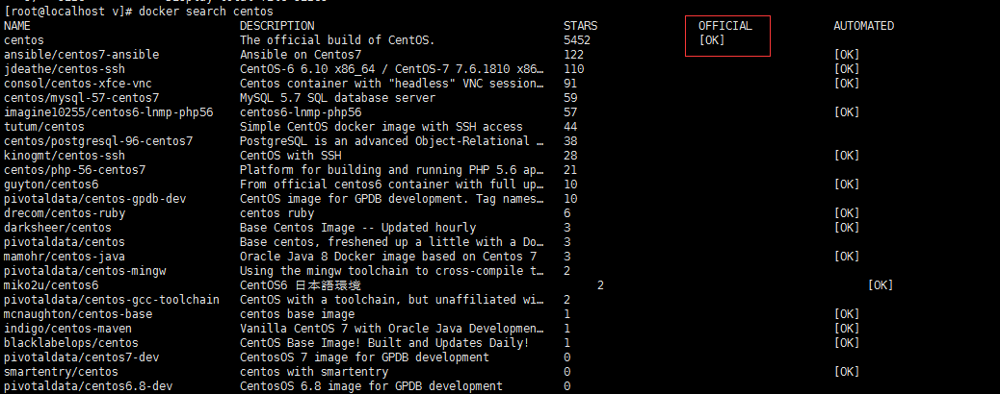 [root@localhost v]# docker search centos
NAME DESCRIPTION STARS OFFICIAL AUTOMATED
centos The official build of CentOS. 5452 [OK]
ansible/centos7-ansible Ansible on Centos7 122 [OK]
jdeathe/centos-ssh CentOS-6 6.10 x86_64 / CentOS-7 7.6.1810 x86… 110 [OK]
consol/centos-xfce-vnc Centos container with "headless" VNC session… 91 [OK]
centos/mysql-57-centos7 MySQL 5.7 SQL database server 59
imagine10255/centos6-lnmp-php56 centos6-lnmp-php56 57 [OK]
tutum/centos Simple CentOS docker image with SSH access 44
centos/postgresql-96-centos7 PostgreSQL is an advanced Object-Relational … 38
kinogmt/centos-ssh CentOS with SSH 28 [OK]
centos/php-56-centos7 Platform for building and running PHP 5.6 ap… 21
guyton/centos6 From official centos6 container with full up… 10 [OK]
pivotaldata/centos-gpdb-dev CentOS image for GPDB development. Tag names… 10
drecom/centos-ruby centos ruby 6 [OK]
darksheer/centos Base Centos Image -- Updated hourly 3 [OK]
pivotaldata/centos Base centos, freshened up a little with a Do… 3
mamohr/centos-java Oracle Java 8 Docker image based on Centos 7 3 [OK]
pivotaldata/centos-mingw Using the mingw toolchain to cross-compile t… 2
miko2u/centos6 CentOS6 日本語環境 2 [OK]
pivotaldata/centos-gcc-toolchain CentOS with a toolchain, but unaffiliated wi… 2
mcnaughton/centos-base centos base image 1 [OK]
indigo/centos-maven Vanilla CentOS 7 with Oracle Java Developmen… 1 [OK]
blacklabelops/centos CentOS Base Image! Built and Updates Daily! 1 [OK]
pivotaldata/centos7-dev CentosOS 7 image for GPDB development 0
smartentry/centos centos with smartentry 0 [OK]
pivotaldata/centos6.8-dev CentosOS 6.8 image for GPDB development 0